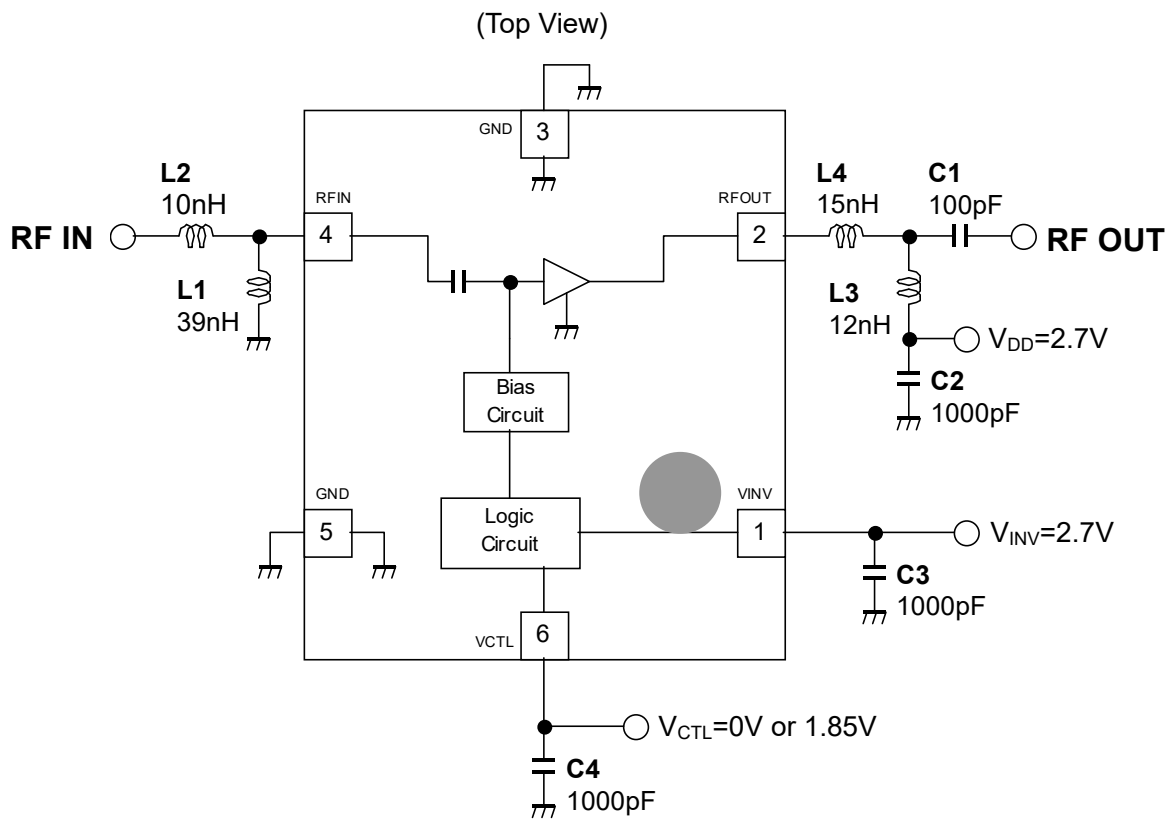 (Top View)
GND
3
L2
10nH
RFIN
4
RF IN
L1
39nH
RFOUT
2
L4
15nH
C1
100pF
RF OUT
L3
12nH
VDD=2.7V
C2
1000pF
Bias
Circuit
GND
5
Logic
Circuit
VINV
1
VINV=2.7V
C3
1000pF
VCTL
6
VCTL=0V or 1.85V
C4
1000pF